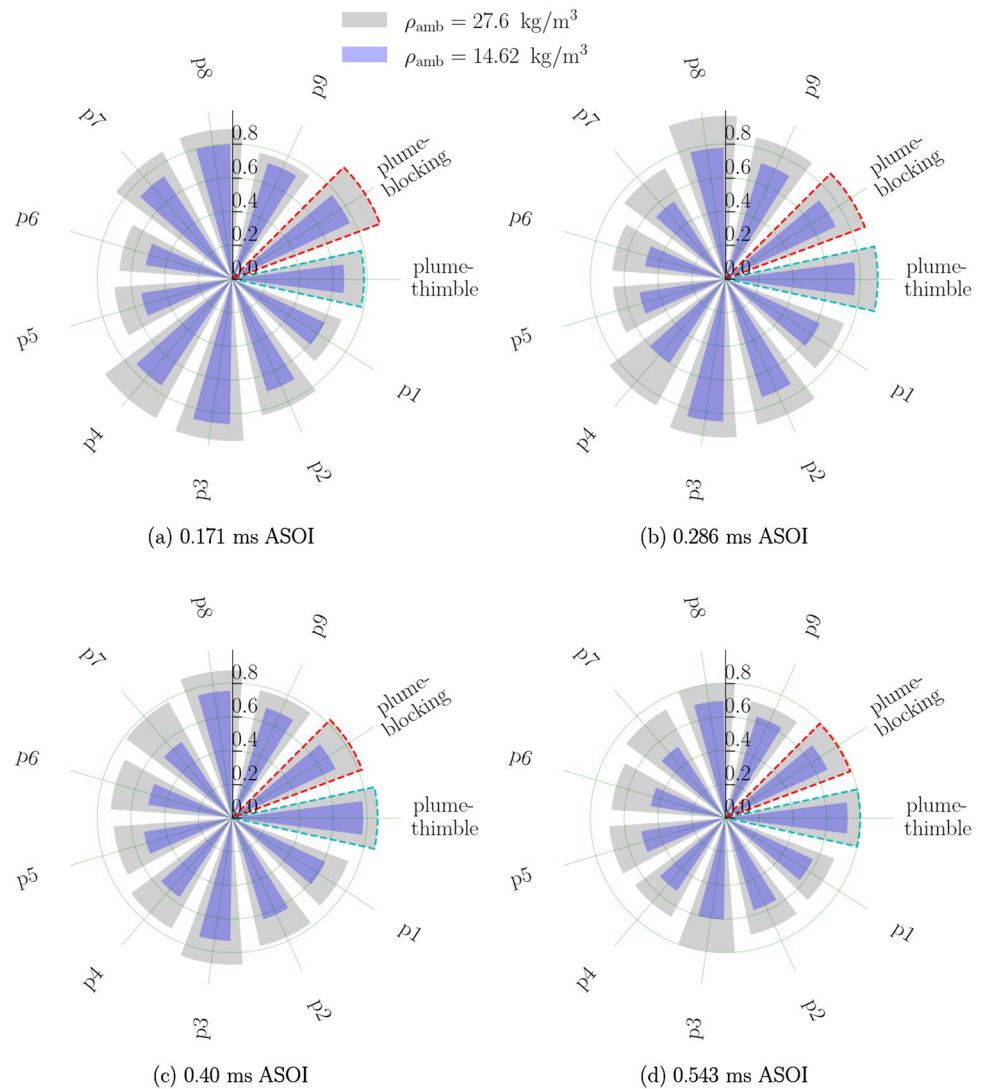 ρamb = 27.6 kg/m³
ρamb = 14.62 kg/m³
p8
p9
p7
plume-
blocking
p6
plume-
thimble
p5
p1
p4
p3
p2
0.8
0.6
0.4
0.2
0.0
(a) 0.171 ms ASOI
p8
p9
p7
plume-
blocking
p6
plume-
thimble
p5
p1
p4
p3
p2
0.8
0.6
0.4
0.2
0.0
(b) 0.286 ms ASOI
p8
p9
p7
plume-
blocking
p6
plume-
thimble
p5
p1
p4
p3
p2
0.8
0.6
0.4
0.2
0.0
(c) 0.40 ms ASOI
p8
p9
p7
plume-
blocking
p6
plume-
thimble
p5
p1
p4
p3
p2
0.8
0.6
0.4
0.2
0.0
(d) 0.543 ms ASOI